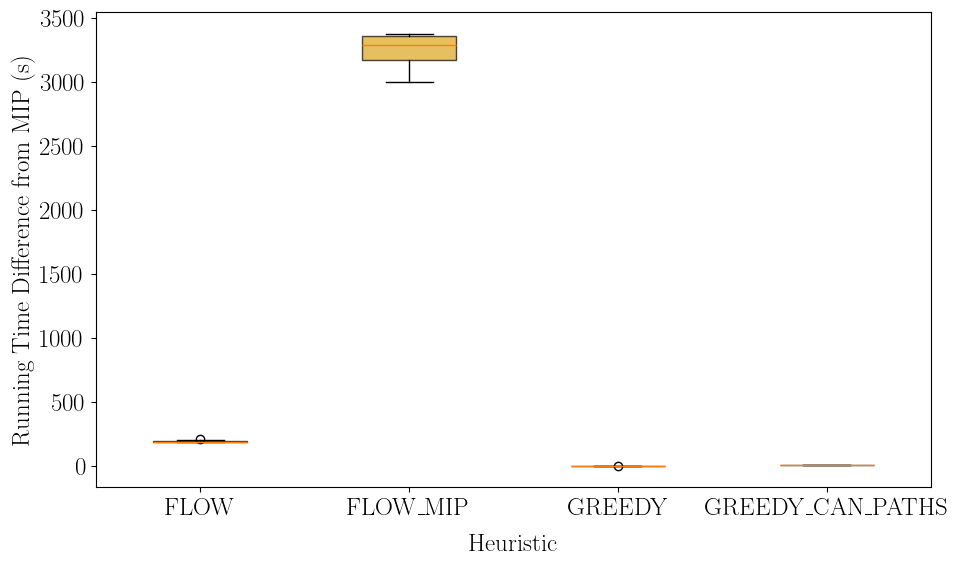 Running Time Difference from MIP (s)
3500
3000
2500
2000
1500
1000
500
0
FLOW
FLOW_MIP
GREEDY
GREEDY_CAN_PATHS
Heuristic